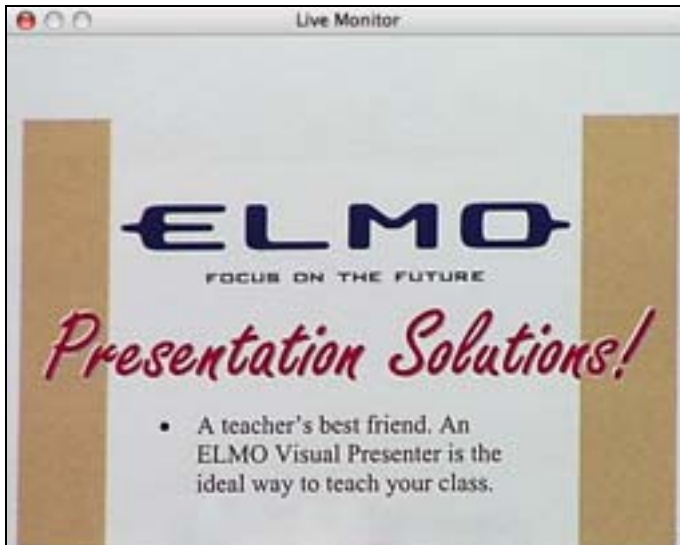 Live Monitor
ELMO
FOCUS ON THE FUTURE
Presentation Solutions!
• A teacher's best friend. An
ELMO Visual Presenter is the
ideal way to teach your class.